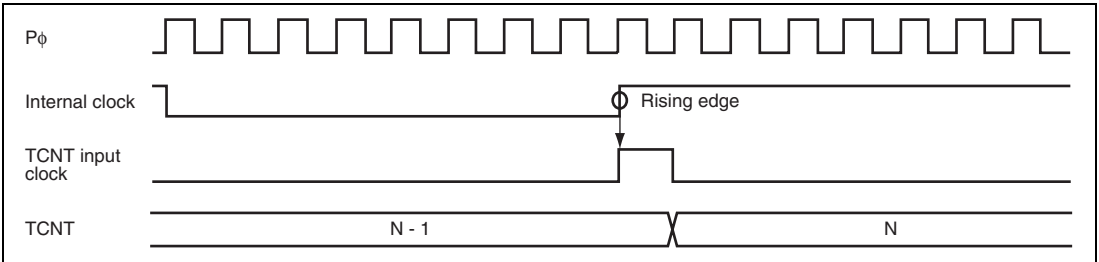 Pϕ
Internal clock
Rising edge
TCNT input
clock
TCNT
N - 1
N